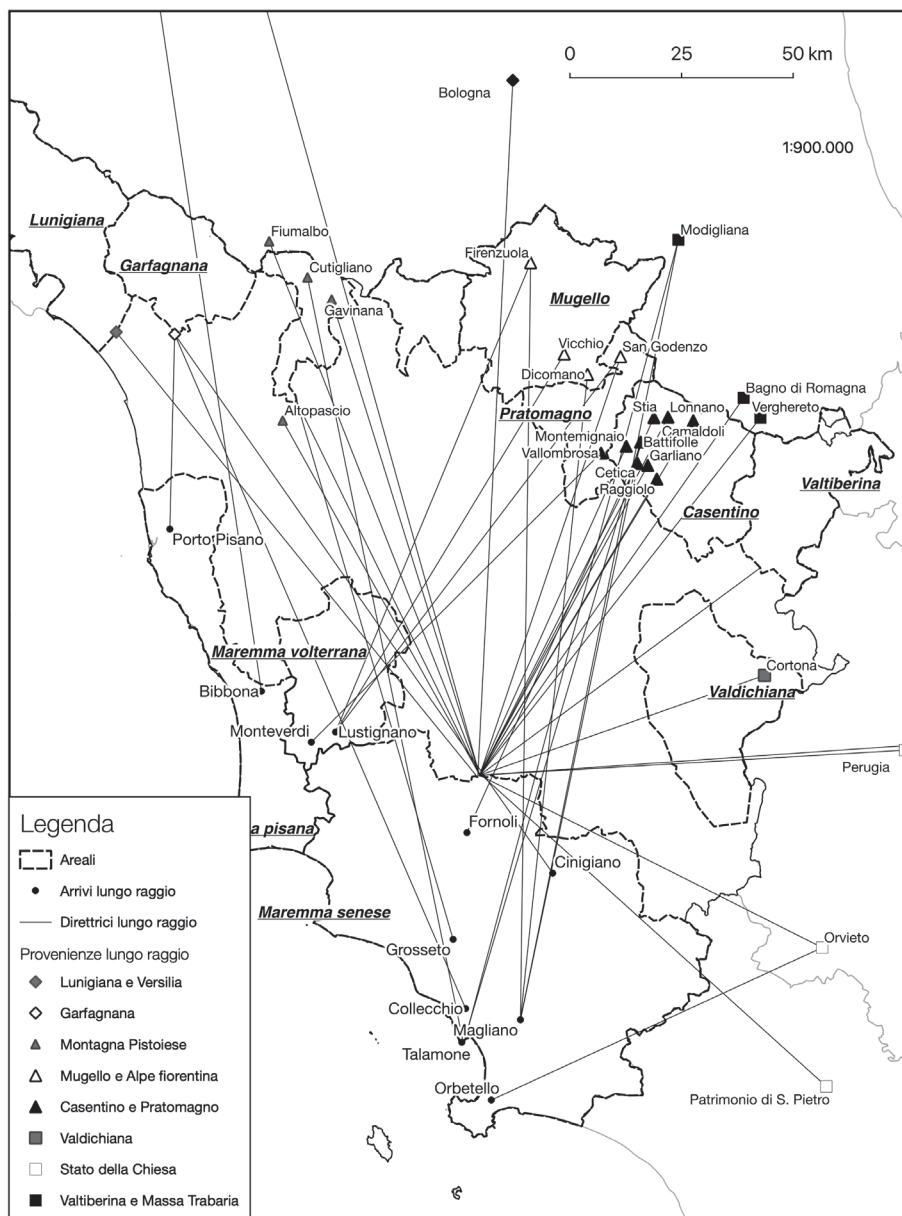 0 25 50 km
Bologna
1:900.000
Lunigiana
Fiumalbo
Modigliana
Garfagnana
Cutigliano
Firenzuola
Gavinana
Mugello
Vicchio
San Godenzo
Dicomano
Bagno di Romagna
Altopascio
Pratomagno
Stia
Lonnano
Verghereto
Montemignaio
Camaldoli
Battifolle
Vallombrosa
Garliano
Cetica
Valtiberina
Raggiolo
Casentino
Porto Pisano
Maremma volterrana
Cortona
Bibbona
Valdichiana
Monteverdi
Lustignano
Perugia
Fornoli
a pisana
Cinigiano
Maremma senese
Orvieto
Grosseto
Collecchio
Magliano
Talamone
Orbetello
Patrimonio di S. Pietro
Legenda
Areali
Arrivi lungo raggio
Direttrici lungo raggio
Provenienze lungo raggio
Lunigiana e Versilia
Garfagnana
Montagna Pistoiese
Mugello e Alpe fiorentina
Casentino e Pratomagno
Valdichiana
Stato della Chiesa
Valtiberina e Massa Trabaria